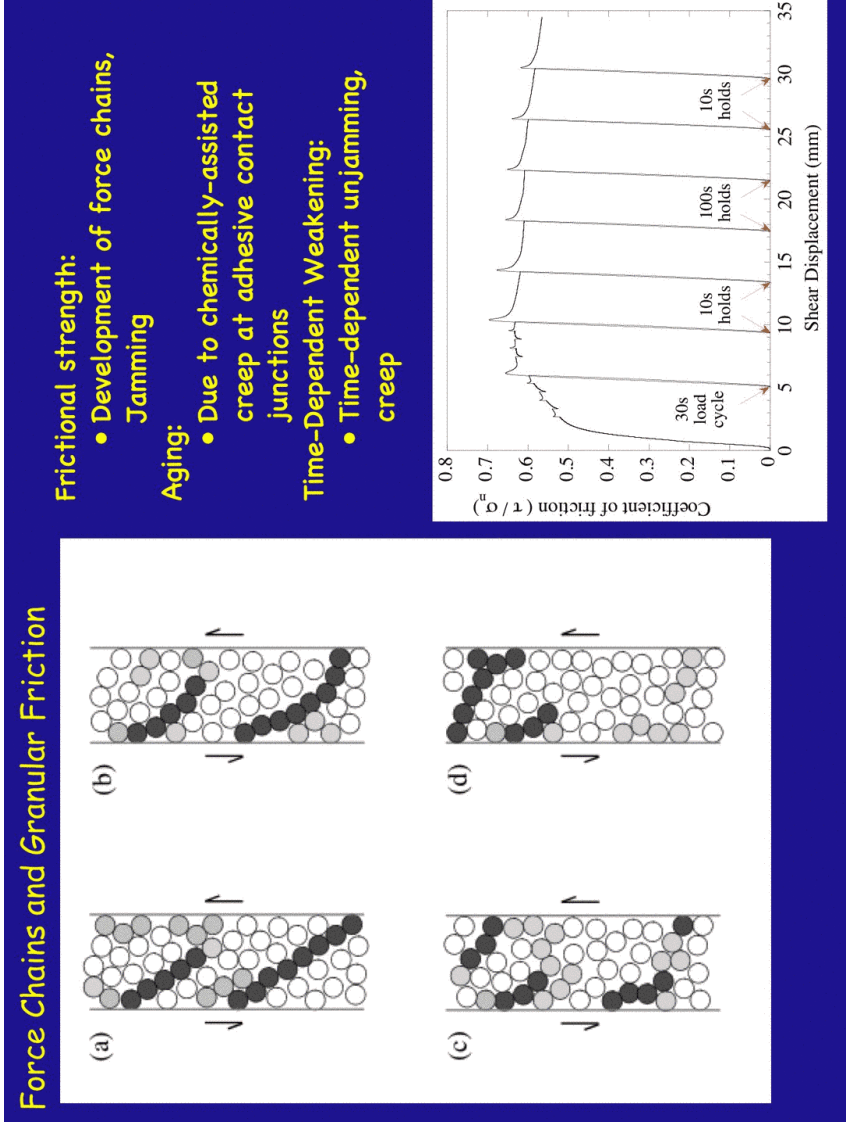 Force Chains and Granular Friction
(a)
(b)
(c)
(d)
Frictional strength:
• Development of force chains,
Jamming
Aging:
• Due to chemically-assisted
creep at adhesive contact
junctions
Time-Dependent Weakening:
• Time-dependent unjamming,
creep
Coefficient of friction ( τ / σn)
0.8
0.7
0.6
0.5
0.4
0.3
0.2
0.1
0
30s
load
cycle
10s
holds
100s
holds
10s
holds
0
5
10
15
20
25
30
35
Shear Displacement (mm)